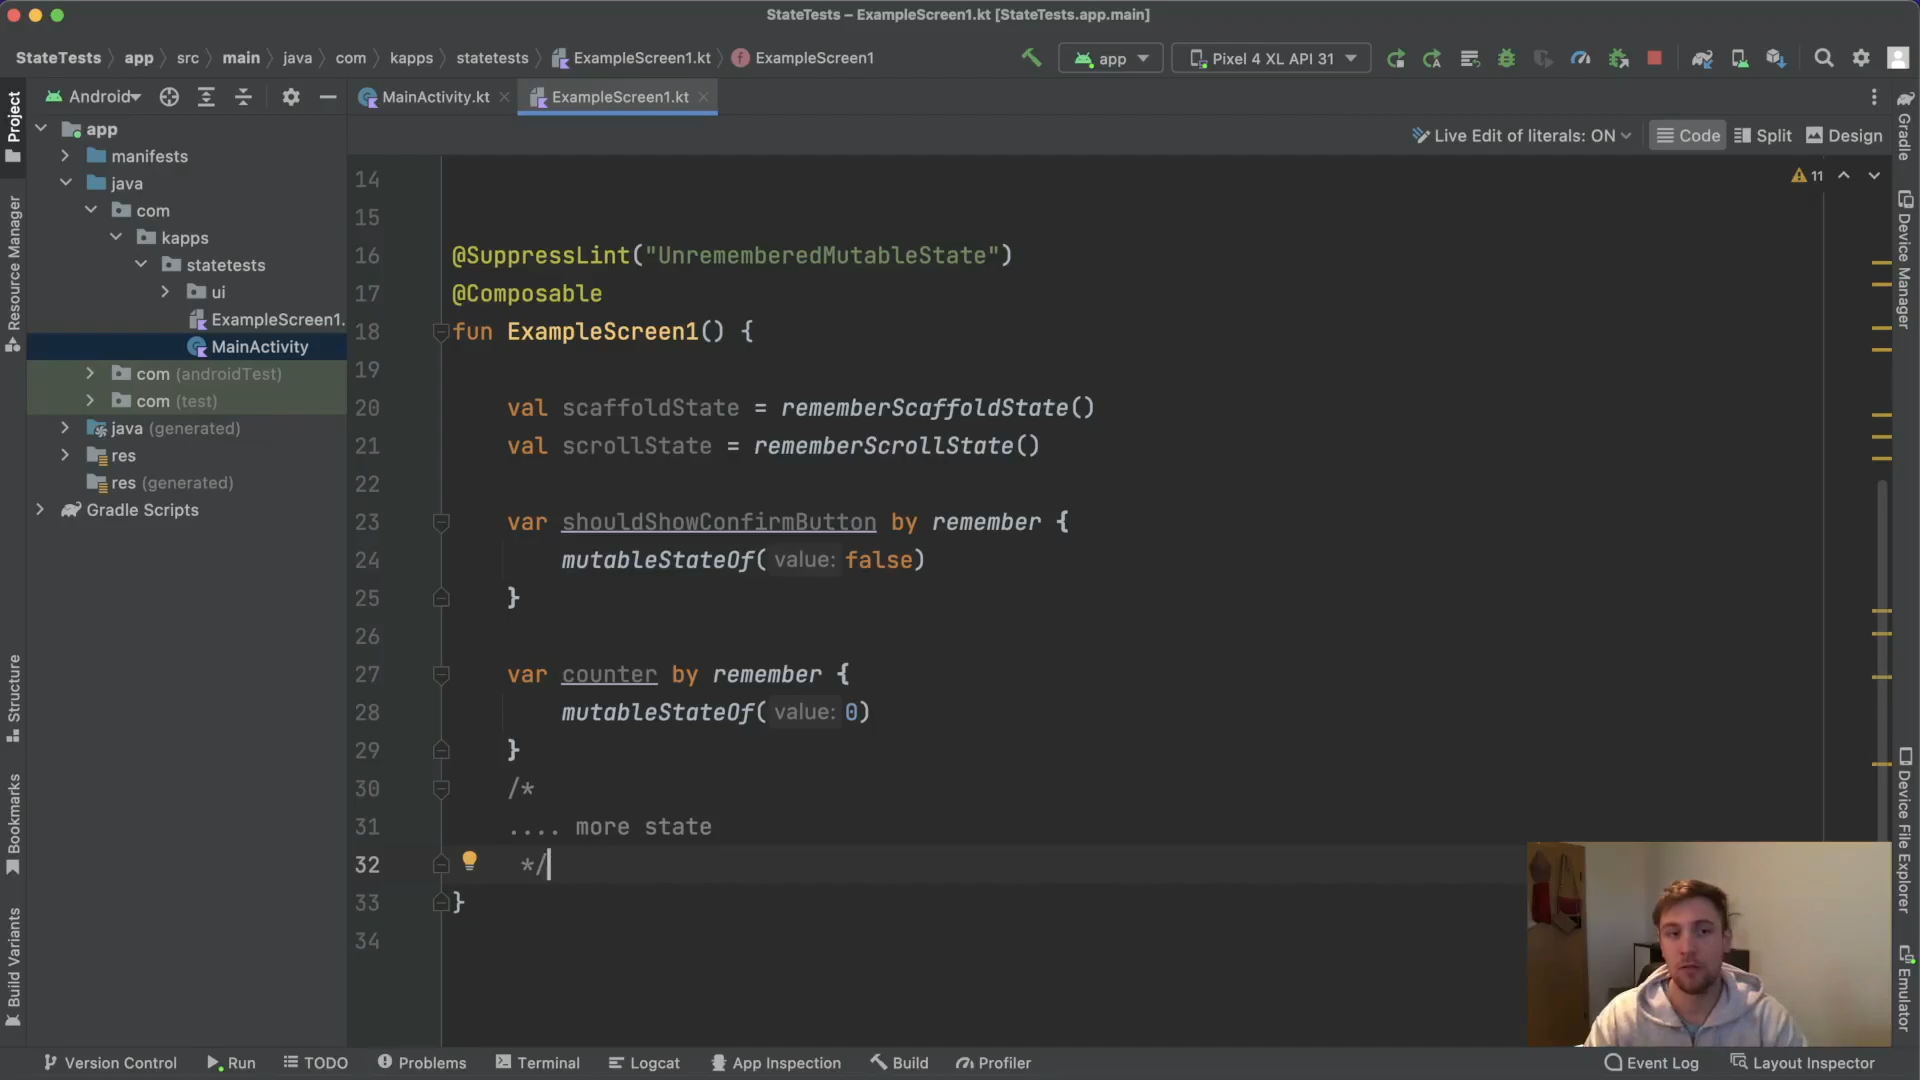 StateTests – ExampleScreen1.kt [StateTests.app.main]
StateTests app src main java com kapps statetests ExampleScreen1.kt ExampleScreen1
app Pixel 4 XL API 31
Android MainActivity.kt ExampleScreen1.kt
Live Edit of literals: ON Code Split Design
11
Project
Resource Manager
Structure
Bookmarks
Build Variants
app
manifests
java
com
kapps
statetests
ui
ExampleScreen1.
MainActivity
com (androidTest)
com (test)
java (generated)
res
res (generated)
Gradle Scripts
14
15
16 @SuppressLint("UnrememberedMutableState")
17 @Composable
18 fun ExampleScreen1() {
19
20 val scaffoldState = rememberScaffoldState()
21 val scrollState = rememberScrollState()
22
23 var shouldShowConfirmButton by remember {
24 mutableStateOf( value: false)
25 }
26
27 var counter by remember {
28 mutableStateOf( value: 0)
29 }
30 /*
31 .... more state
32 */
33 }
34
Gradle
Device Manager
Device File Explorer
Emulator
Version Control Run TODO Problems Terminal Logcat App Inspection Build Profiler Event Log Layout Inspector